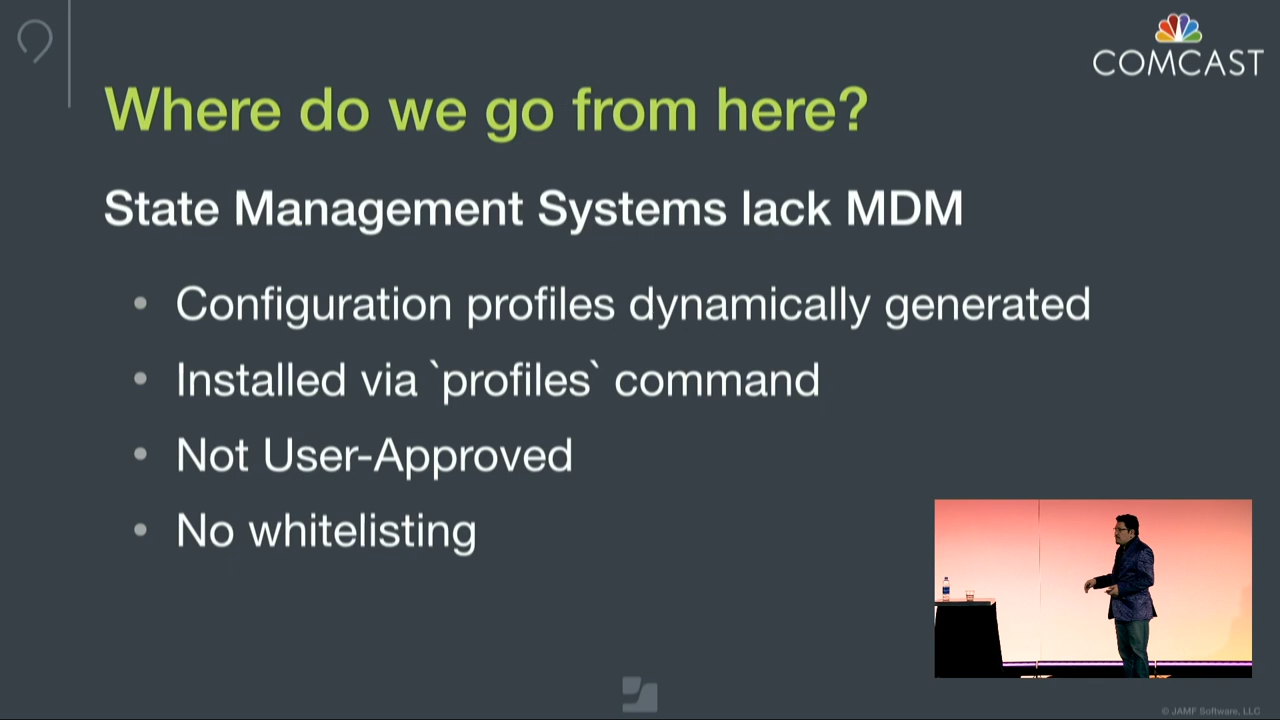 COMCAST
Where do we go from here?
State Management Systems lack MDM
• Configuration profiles dynamically generated
• Installed via `profiles` command
• Not User-Approved
• No whitelisting
© JAMF Software, LLC